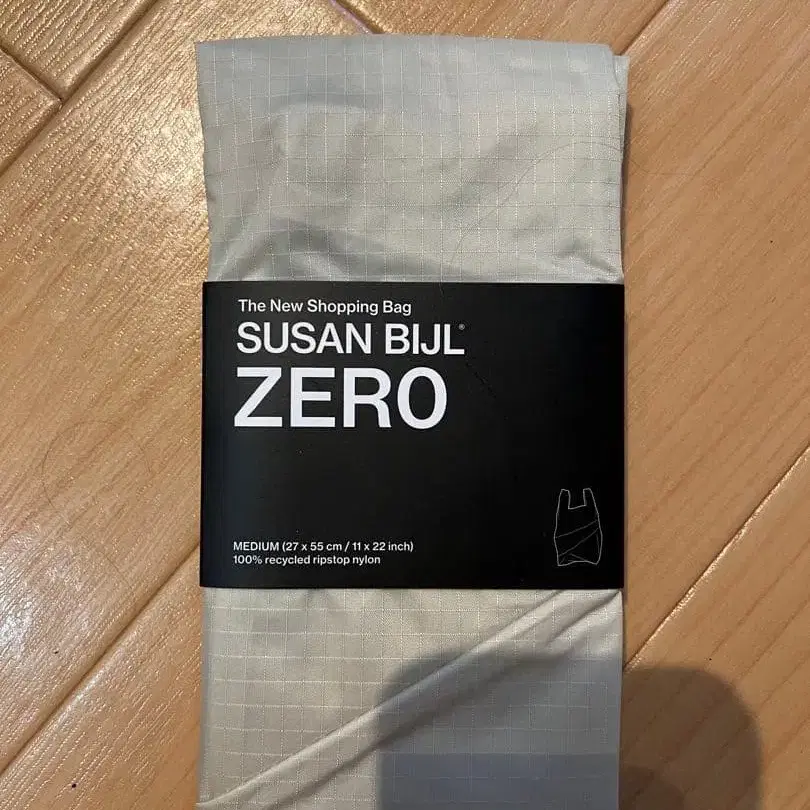 The New Shopping Bag
SUSAN BIJL®
ZERO
MEDIUM (27 x 55 cm / 11 x 22 inch)
100% recycled ripstop nylon